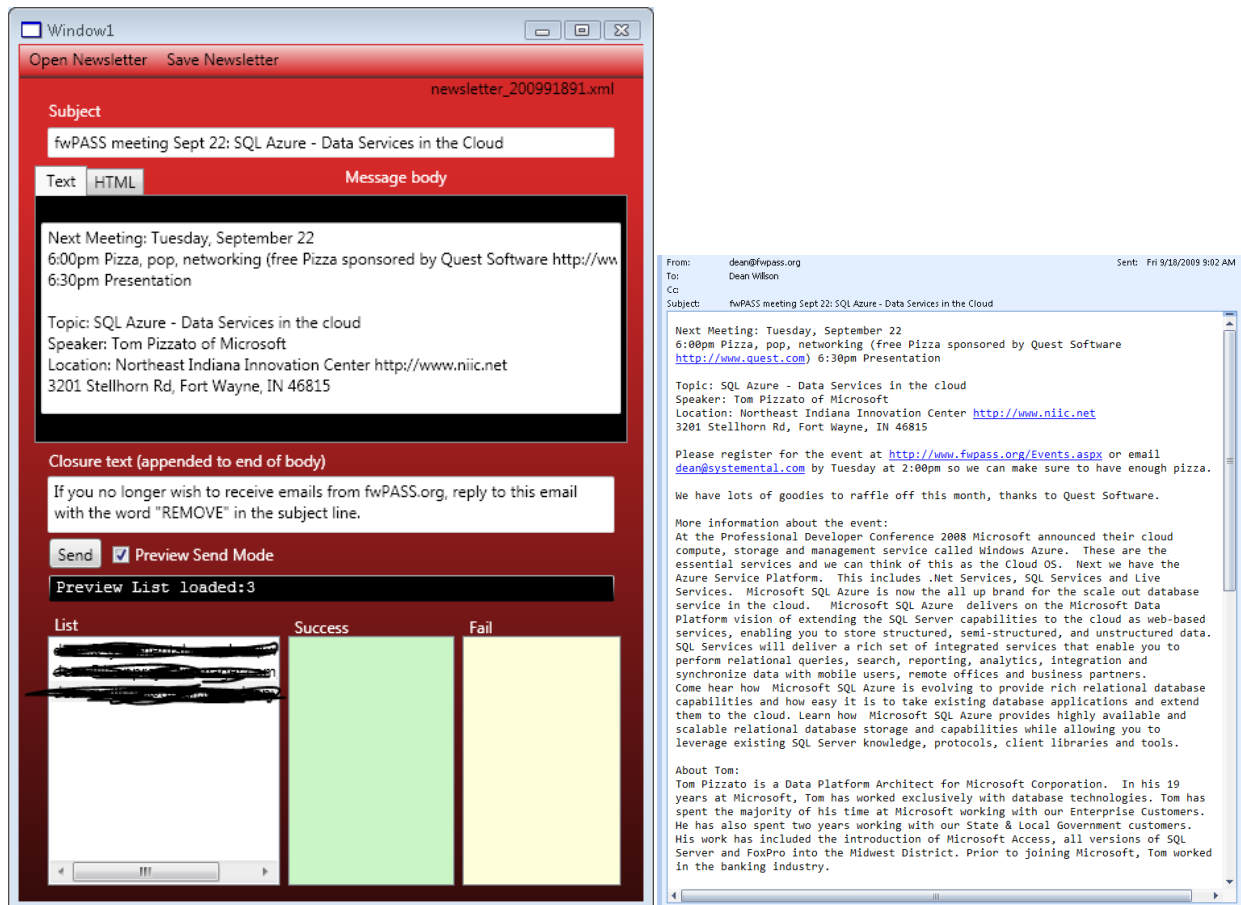 Window1
Open Newsletter Save Newsletter
newsletter_200991891.xml
Subject
fwPASS meeting Sept 22: SQL Azure - Data Services in the Cloud
Text HTML Message body
Next Meeting: Tuesday, September 22
6:00pm Pizza, pop, networking (free Pizza sponsored by Quest Software http://ww
6:30pm Presentation
Topic: SQL Azure - Data Services in the cloud
Speaker: Tom Pizzato of Microsoft
Location: Northeast Indiana Innovation Center http://www.niic.net
3201 Stellhorn Rd, Fort Wayne, IN 46815
Closure text (appended to end of body)
If you no longer wish to receive emails from fwPASS.org, reply to this email
with the word "REMOVE" in the subject line.
Send Preview Send Mode
Preview List loaded:3
List Success Fail
From: dean@fwpass.org Sent: Fri 9/18/2009 9:02 AM
To: Dean Willson
Cc:
Subject: fwPASS meeting Sept 22: SQL Azure - Data Services in the Cloud
Next Meeting: Tuesday, September 22
6:00pm Pizza, pop, networking (free Pizza sponsored by Quest Software
http://www.quest.com) 6:30pm Presentation
Topic: SQL Azure - Data Services in the cloud
Speaker: Tom Pizzato of Microsoft
Location: Northeast Indiana Innovation Center http://www.niic.net
3201 Stellhorn Rd, Fort Wayne, IN 46815
Please register for the event at http://www.fwpass.org/Events.aspx or email
dean@systemental.com by Tuesday at 2:00pm so we can make sure to have enough pizza.
We have lots of goodies to raffle off this month, thanks to Quest Software.
More information about the event:
At the Professional Developer Conference 2008 Microsoft announced their cloud
compute, storage and management service called Windows Azure. These are the
essential services and we can think of this as the Cloud OS. Next we have the
Azure Service Platform. This includes .Net Services, SQL Services and Live
Services. Microsoft SQL Azure is now the all up brand for the scale out database
service in the cloud. Microsoft SQL Azure delivers on the Microsoft Data
Platform vision of extending the SQL Server capabilities to the cloud as web-based
services, enabling you to store structured, semi-structured, and unstructured data.
SQL Services will deliver a rich set of integrated services that enable you to
perform relational queries, search, reporting, analytics, integration and
synchronize data with mobile users, remote offices and business partners.
Come hear how Microsoft SQL Azure is evolving to provide rich relational database
capabilities and how easy it is to take existing database applications and extend
them to the cloud. Learn how Microsoft SQL Azure provides highly available and
scalable relational database storage and capabilities while allowing you to
leverage existing SQL Server knowledge, protocols, client libraries and tools.
About Tom:
Tom Pizzato is a Data Platform Architect for Microsoft Corporation. In his 19
years at Microsoft, Tom has worked exclusively with database technologies. Tom has
spent the majority of his time at Microsoft working with our Enterprise Customers.
He has also spent two years working with our State & Local Government customers.
His work has included the introduction of Microsoft Access, all versions of SQL
Server and FoxPro into the Midwest District. Prior to joining Microsoft, Tom worked
in the banking industry.